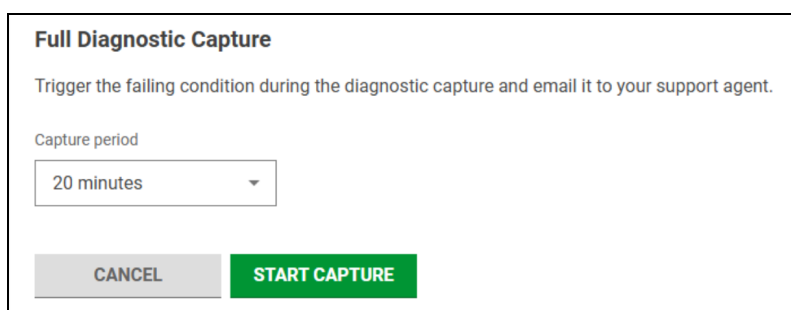 Full Diagnostic Capture
Trigger the failing condition during the diagnostic capture and email it to your support agent.
Capture period
20 minutes
CANCEL START CAPTURE